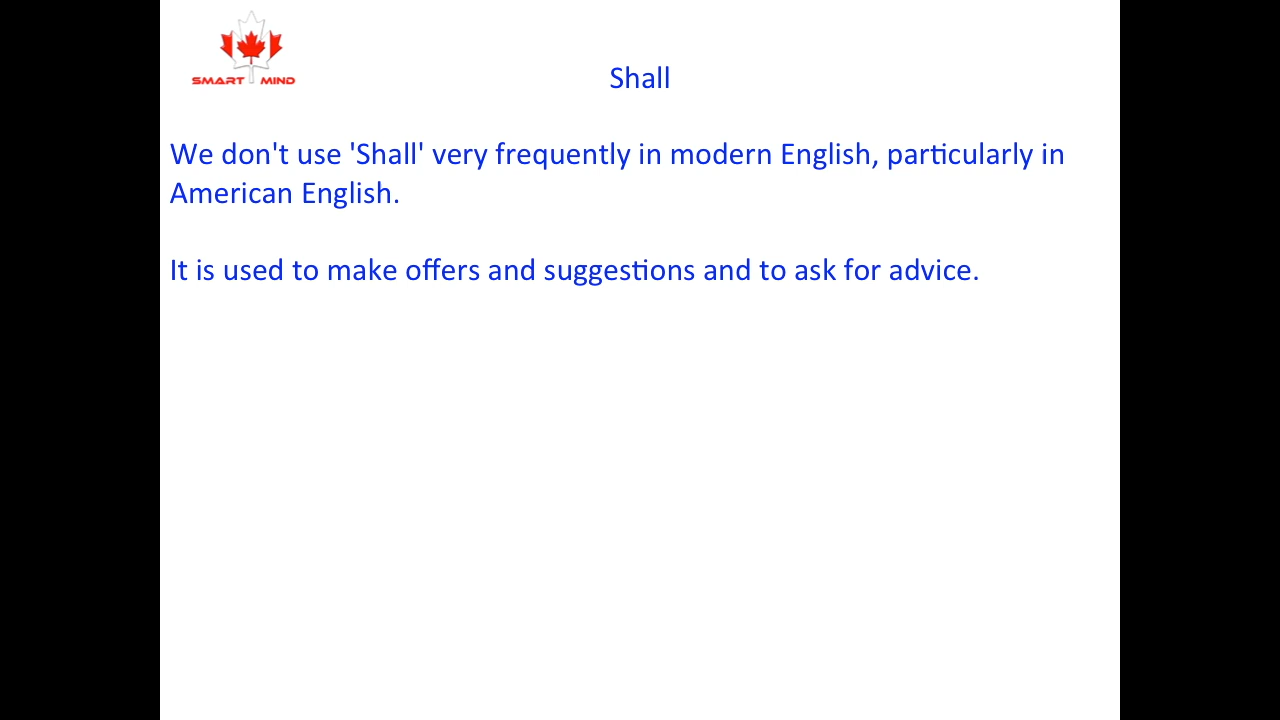 SMART MIND
Shall
We don't use 'Shall' very frequently in modern English, particularly in
American English.
It is used to make offers and suggestions and to ask for advice.